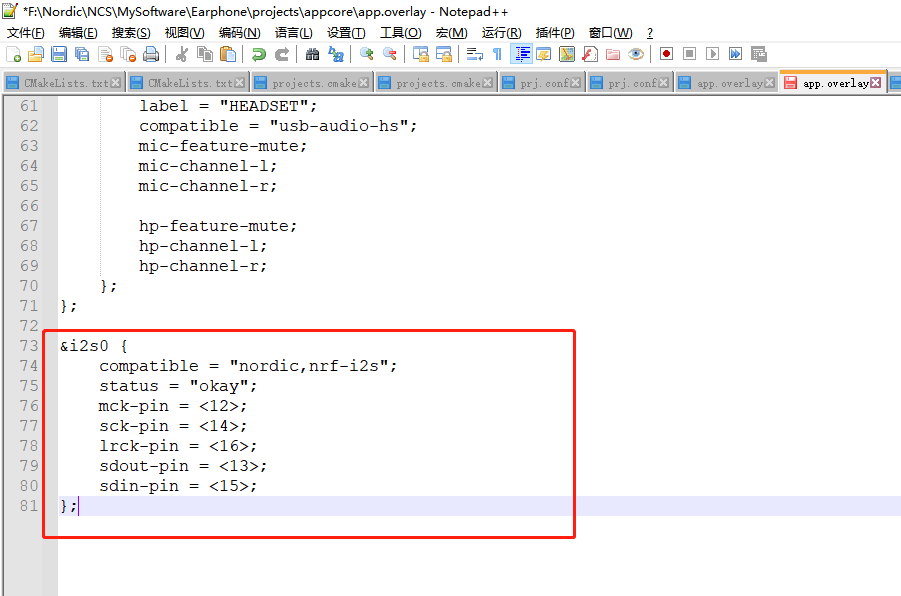 *F:\Nordic\NCS\MySoftware\Earphone\projects\appcore\app.overlay - Notepad++
文件(F) 编辑(E) 搜索(S) 视图(V) 编码(N) 语言(L) 设置(T) 工具(O) 宏(M) 运行(R) 插件(P) 窗口(W) ?
CMakeLists.txt CMakeLists.txt projects.cmake projects.cmake prj.conf prj.conf app.overlay app.overlay
61 label = "HEADSET";
62 compatible = "usb-audio-hs";
63 mic-feature-mute;
64 mic-channel-l;
65 mic-channel-r;
66
67 hp-feature-mute;
68 hp-channel-l;
69 hp-channel-r;
70 };
71 };
72
73 &i2s0 {
74 compatible = "nordic,nrf-i2s";
75 status = "okay";
76 mck-pin = <12>;
77 sck-pin = <14>;
78 lrck-pin = <16>;
79 sdout-pin = <13>;
80 sdin-pin = <15>;
81 };